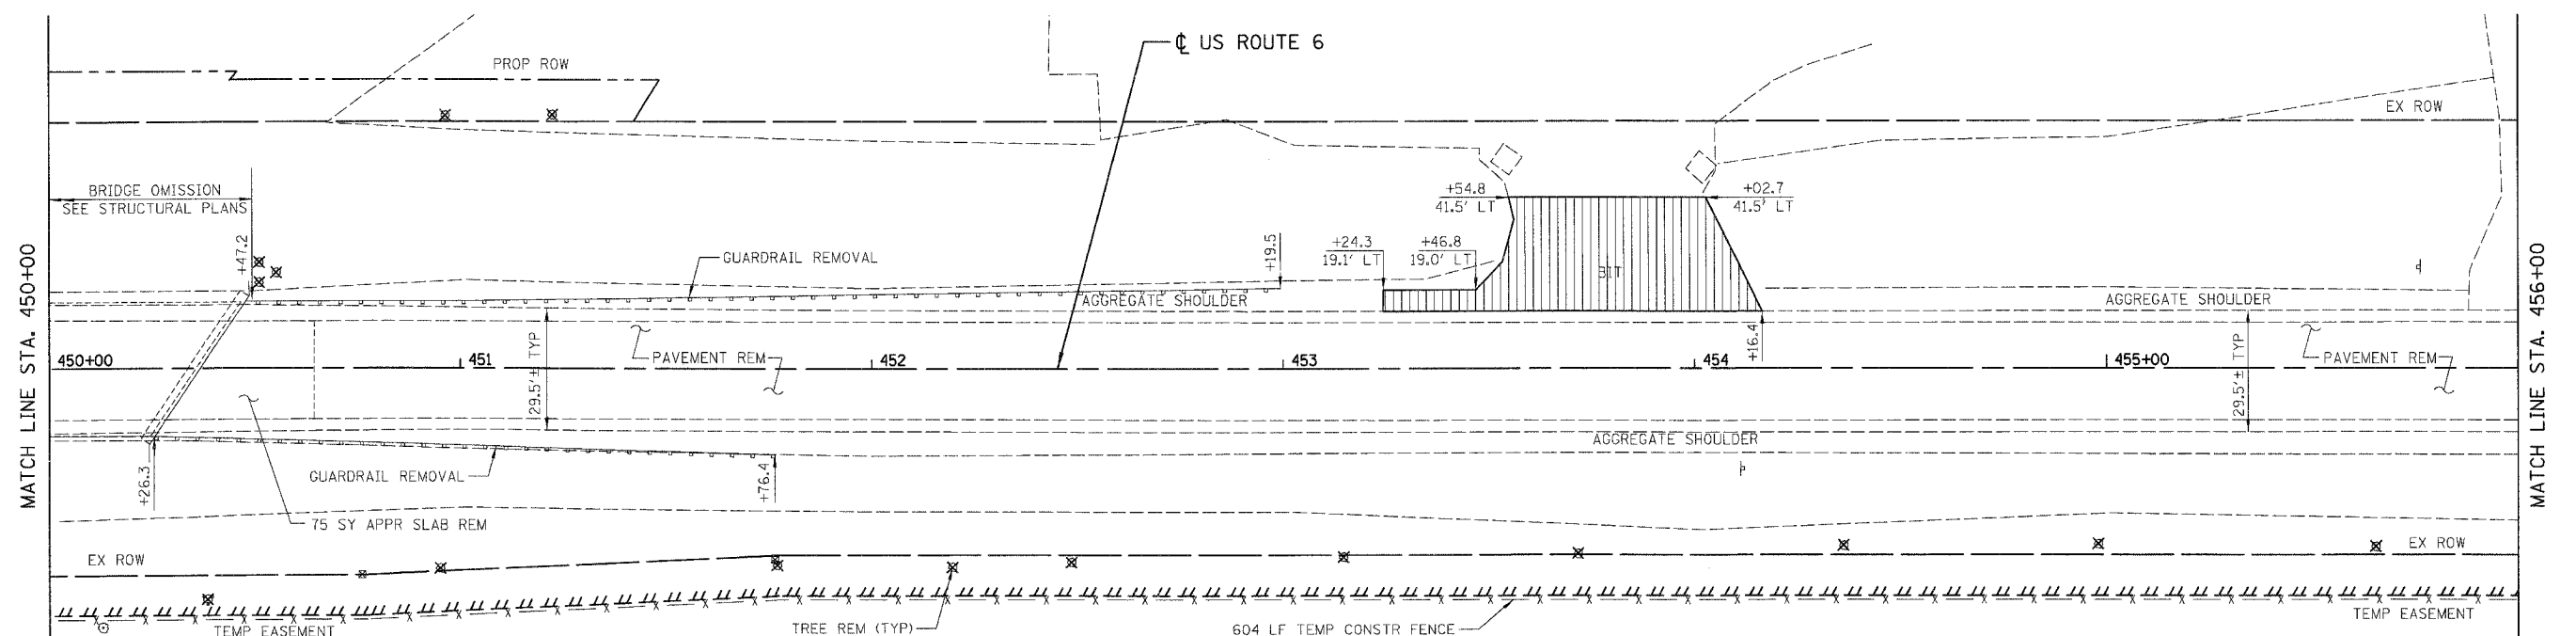 ℄ US ROUTE 6
PROP ROW
EX ROW
BRIDGE OMISSION
SEE STRUCTURAL PLANS
+54.8
41.5' LT
+02.7
41.5' LT
+47.2
GUARDRAIL REMOVAL
+19.5
+24.3
19.1' LT
+46.8
19.0' LT
BIT
AGGREGATE SHOULDER
AGGREGATE SHOULDER
MATCH LINE STA. 450+00
MATCH LINE STA. 456+00
450+00
451
452
453
454
455+00
29.5'± TYP
PAVEMENT REM
+16.4
29.5'± TYP
PAVEMENT REM
AGGREGATE SHOULDER
+26.3
GUARDRAIL REMOVAL
+76.4
75 SY APPR SLAB REM
EX ROW
EX ROW
TEMP EASEMENT
TREE REM (TYP)
604 LF TEMP CONSTR FENCE
TEMP EASEMENT